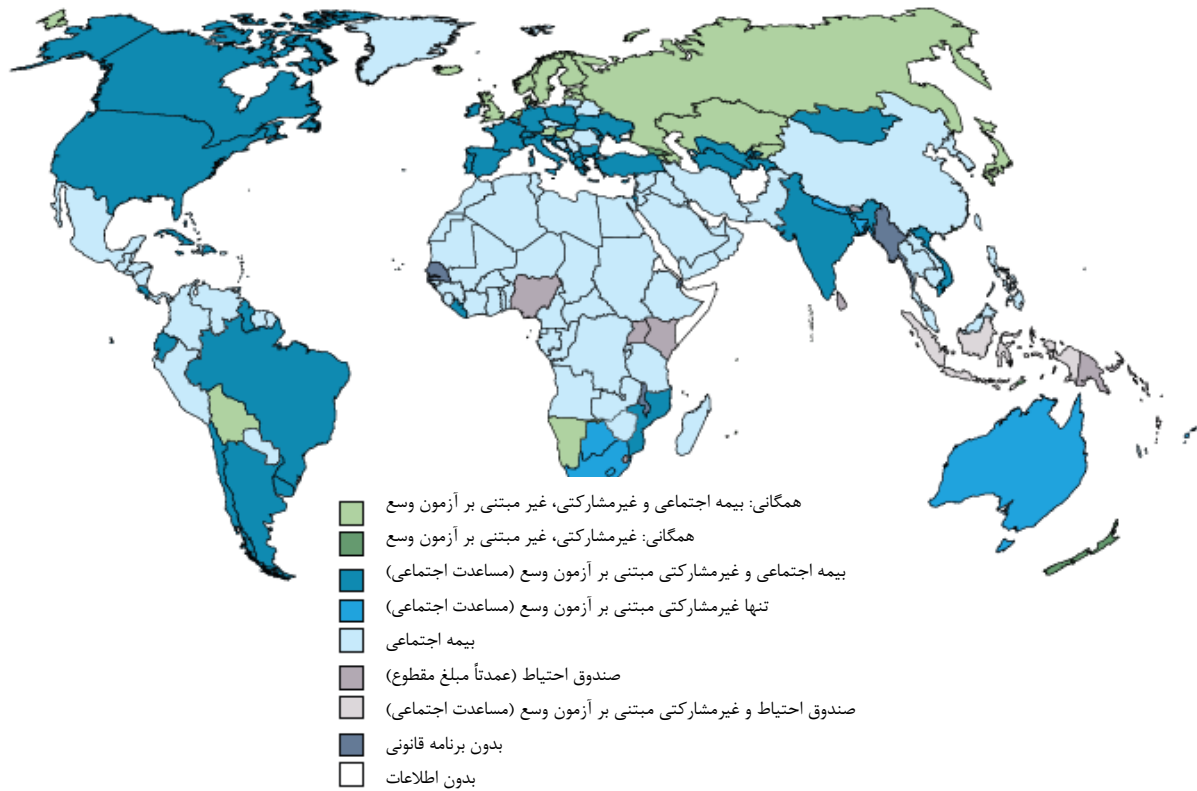 همگانی: بیمه اجتماعی و غیرمشارکتی، غیر مبتنی بر آزمون وسع
همگانی: غیرمشارکتی، غیر مبتنی بر آزمون وسع
بیمه اجتماعی و غیرمشارکتی مبتنی بر آزمون وسع (مساعدت اجتماعی)
تنها غیرمشارکتی مبتنی بر آزمون وسع (مساعدت اجتماعی)
بیمه اجتماعی
صندوق احتیاط (عمدتاً مبلغ مقطوع)
صندوق احتیاط و غیرمشارکتی مبتنی بر آزمون وسع (مساعدت اجتماعی)
بدون برنامه قانونی
بدون اطلاعات